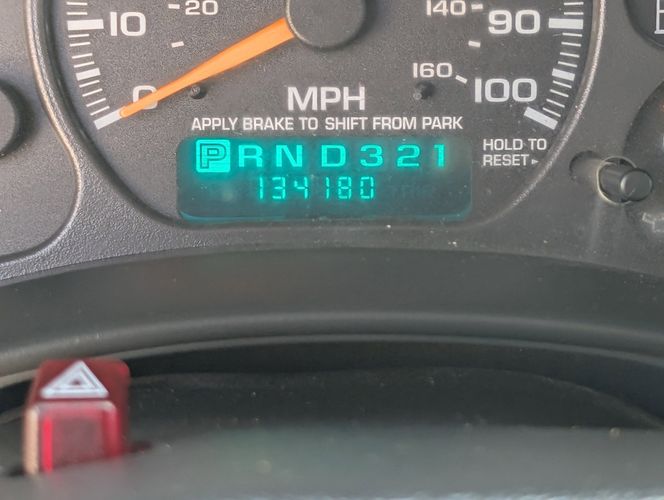 10 20 140 90
0 160 100
MPH
APPLY BRAKE TO SHIFT FROM PARK
HOLD TO
RESET
P R N D 3 2 1
134180